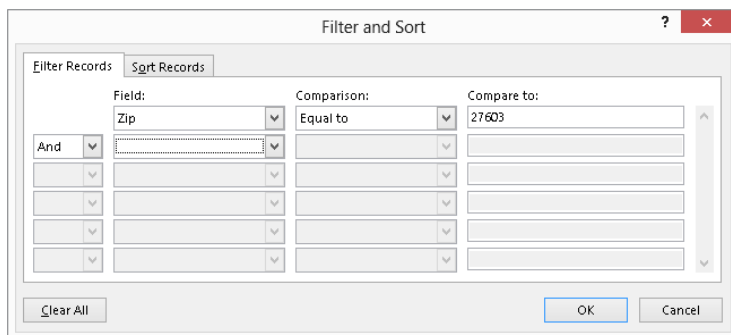 Filter and Sort ?
Filter Records Sort Records
Field: Comparison: Compare to:
Zip Equal to 27603
And
Clear All OK Cancel